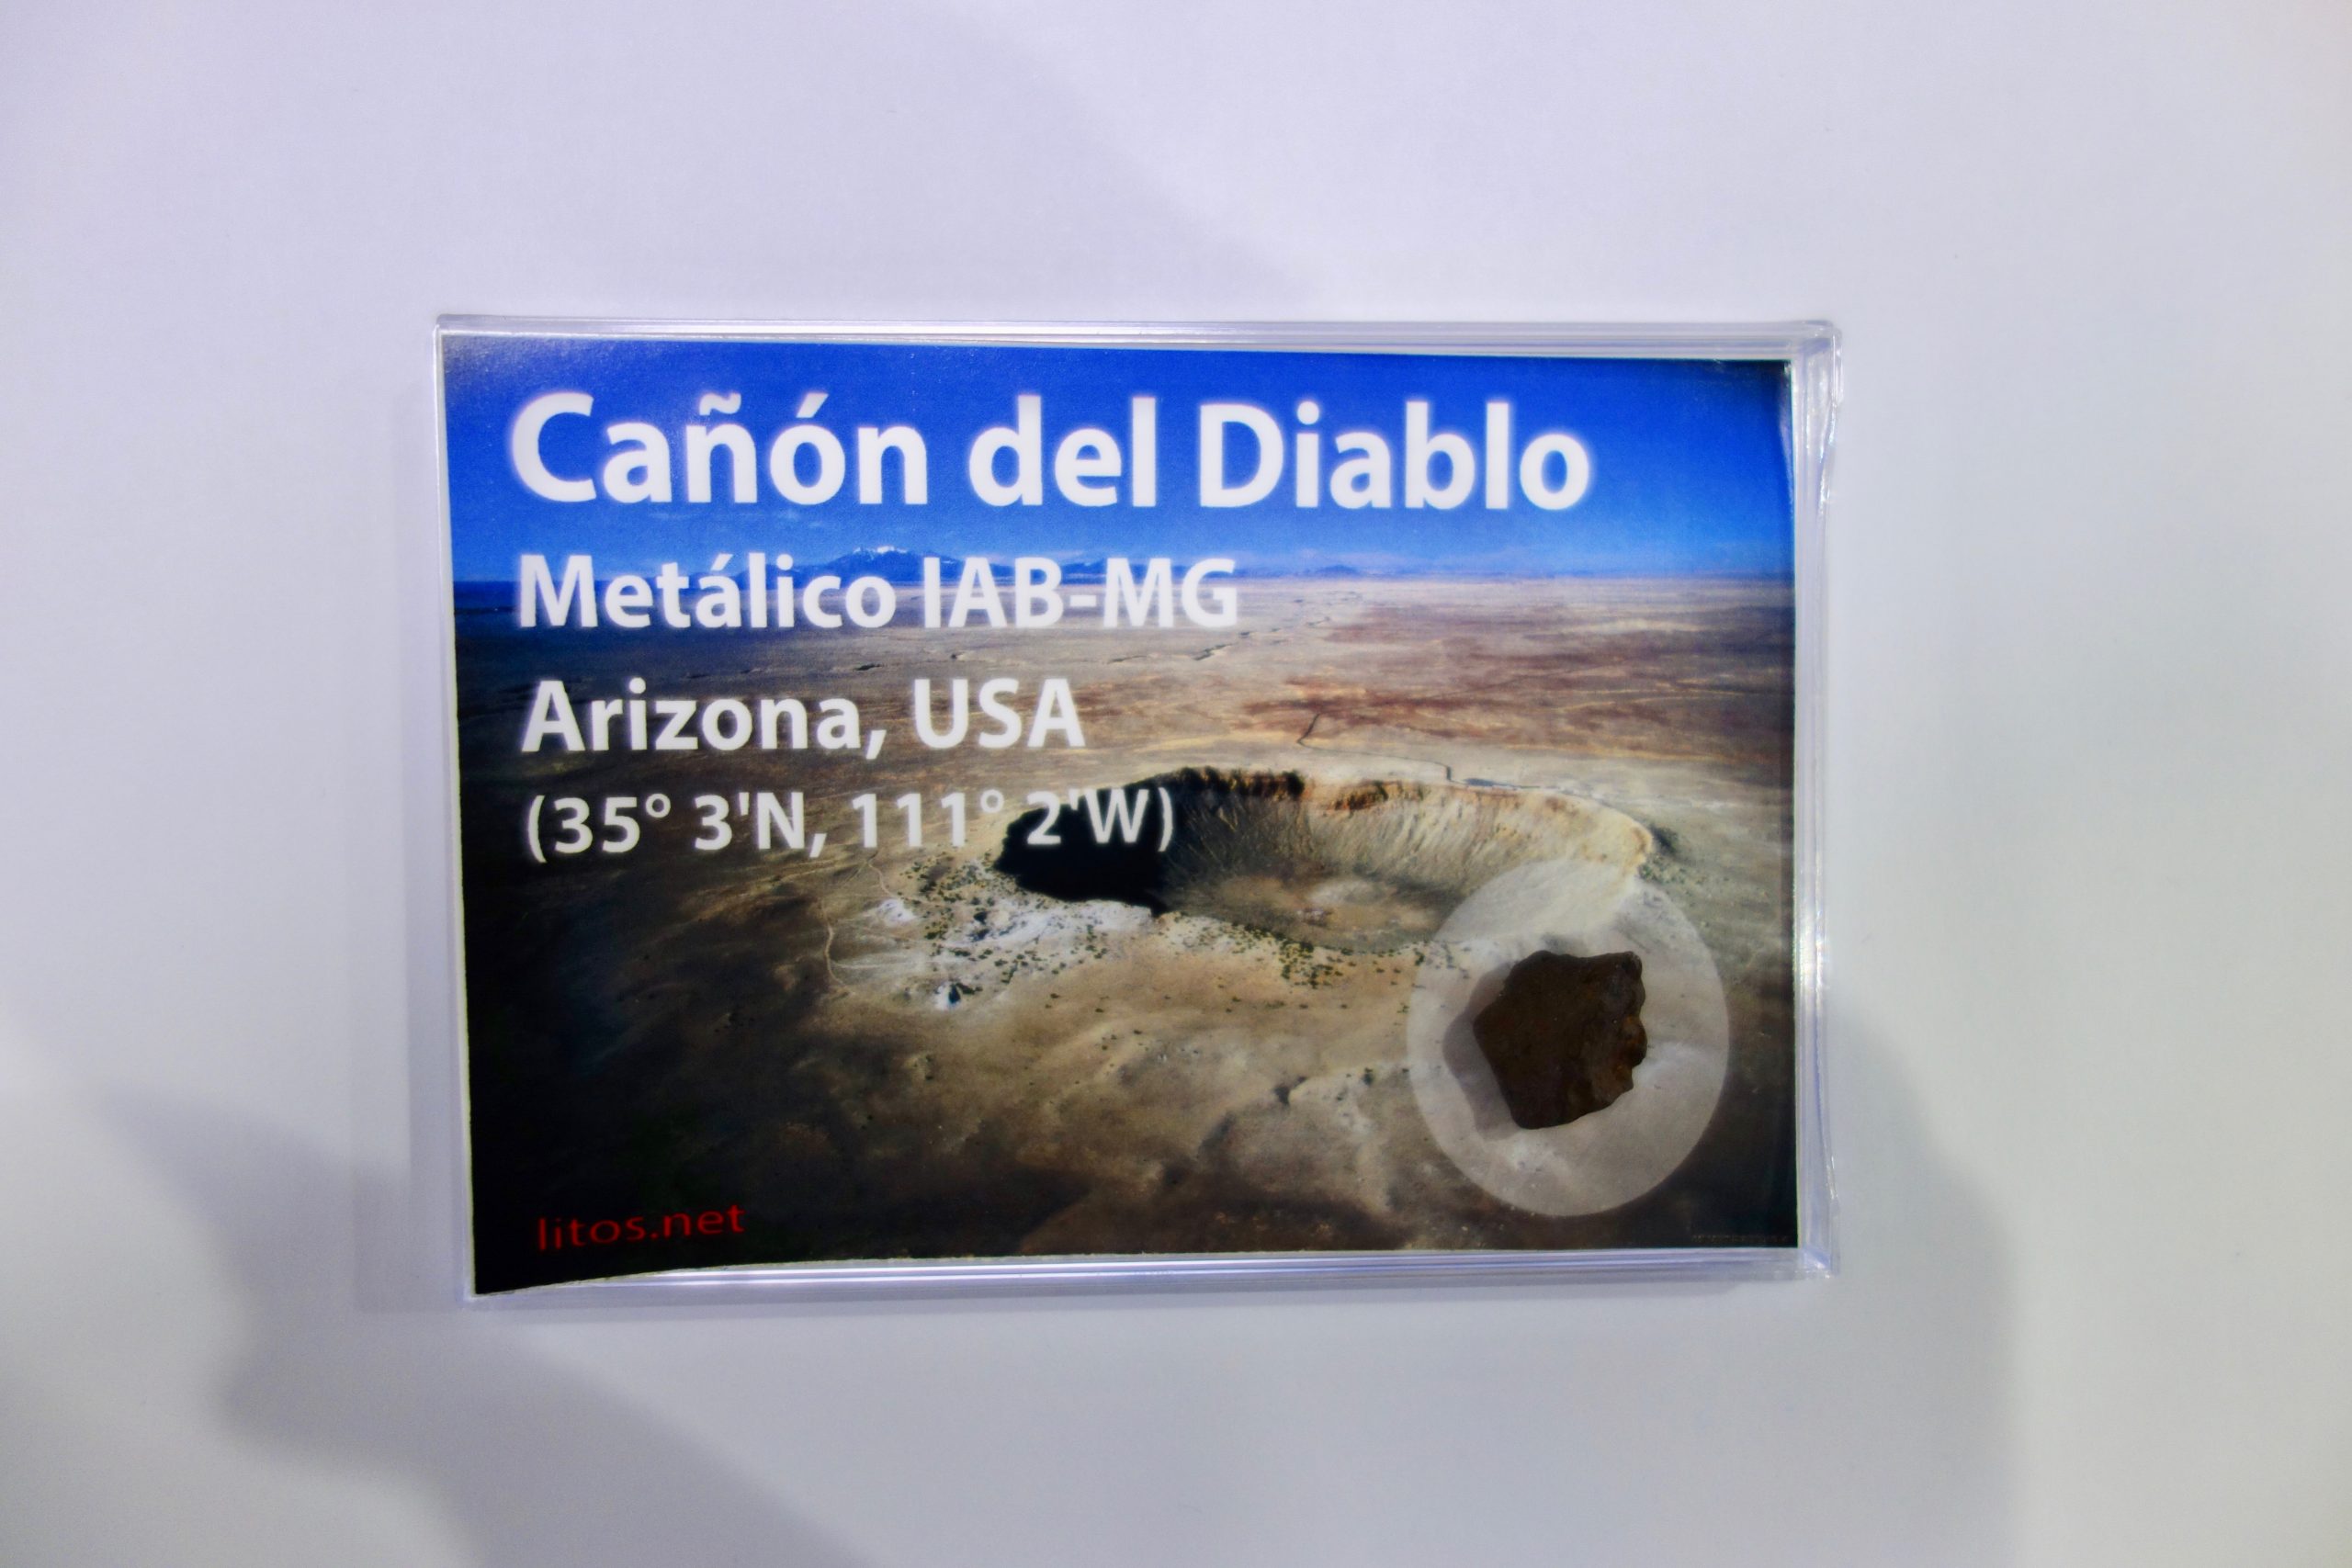 Cañón del Diablo
Metálico IAB-MG
Arizona, USA
(35° 3'N, 111° 2'W)
litos.net